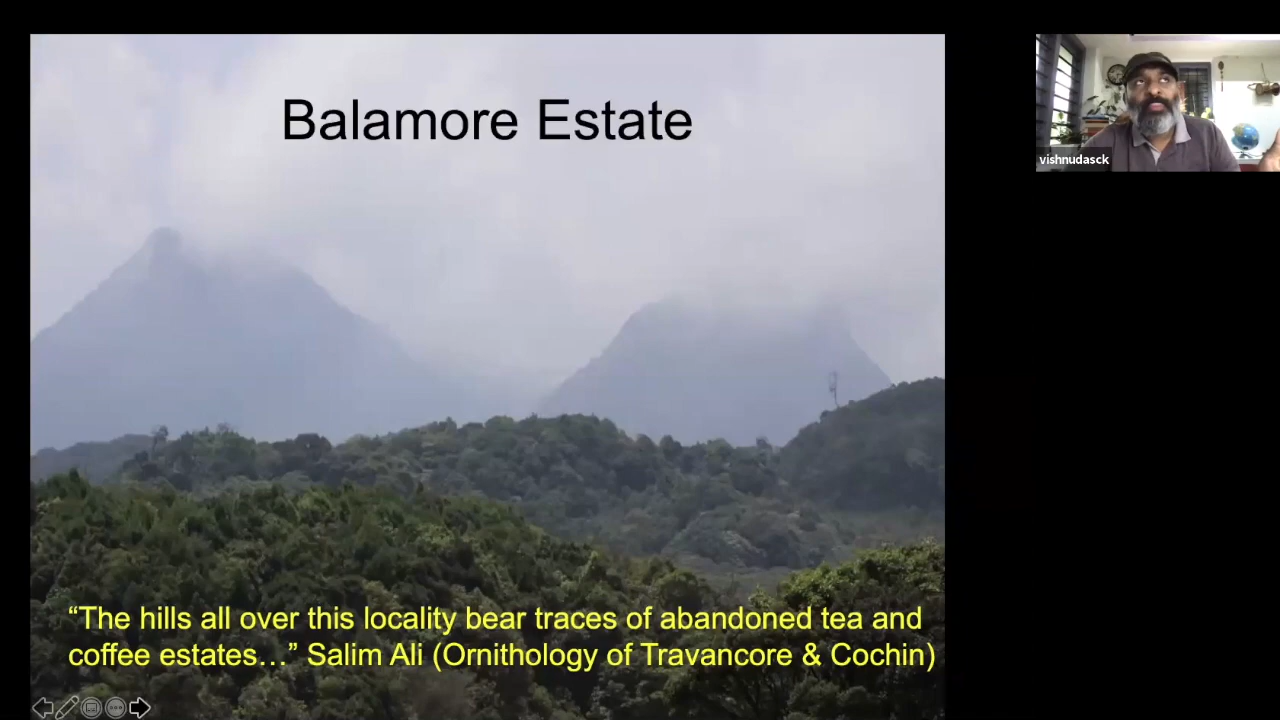 Balamore Estate
vishnudasck
“The hills all over this locality bear traces of abandoned tea and
coffee estates…” Salim Ali (Ornithology of Travancore & Cochin)